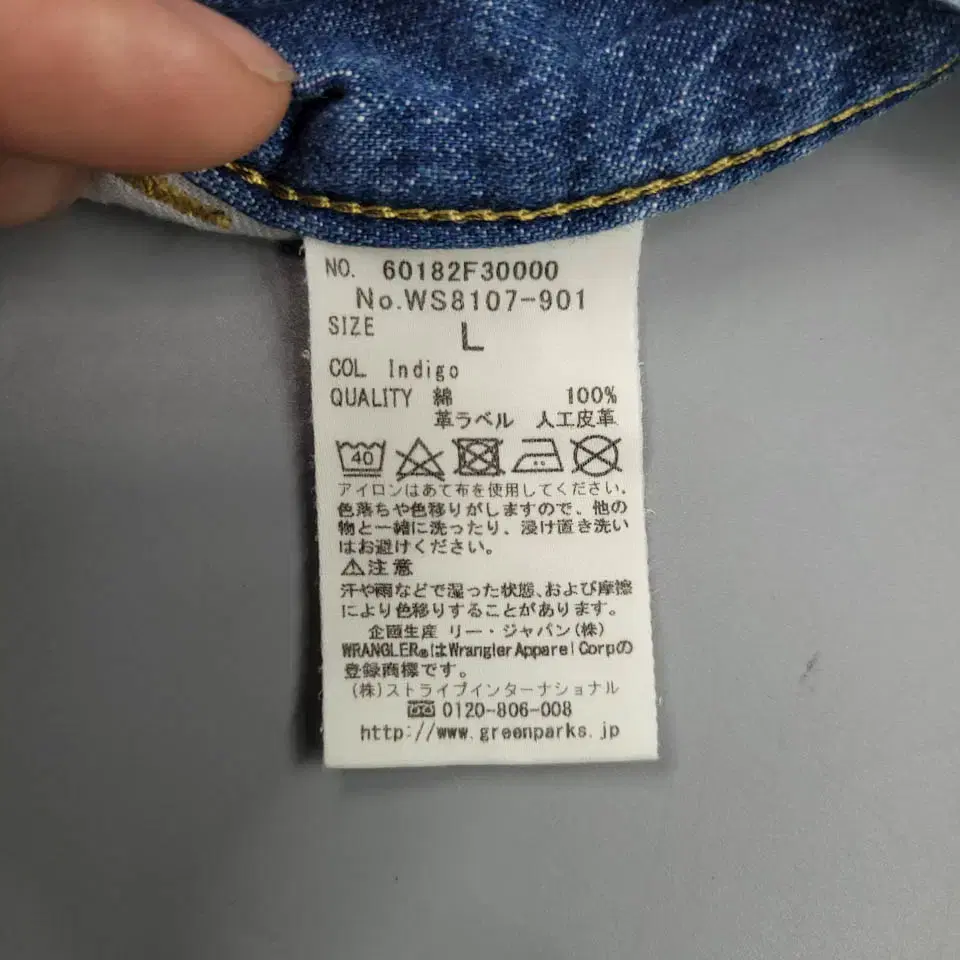 NO. 60182F30000
No.WS8107-901
SIZE L
COL Indigo
QUALITY 綿 100%
革ラベル 人工皮革
40
アイロンはあて布を使用してください。
色落ちや色移りがしますので、他の
物と一緒に洗ったり、浸け置き洗い
はお避けください。
⚠注意
汗や雨などで湿った状態、および摩擦
により色移りすることがあります。
企画生産 リー・ジャパン(株)
WRANGLER®はWrangler Apparel Corpの
登録商標です。
(株)ストライプインターナショナル
0120-806-008
http://www.greenparks.jp